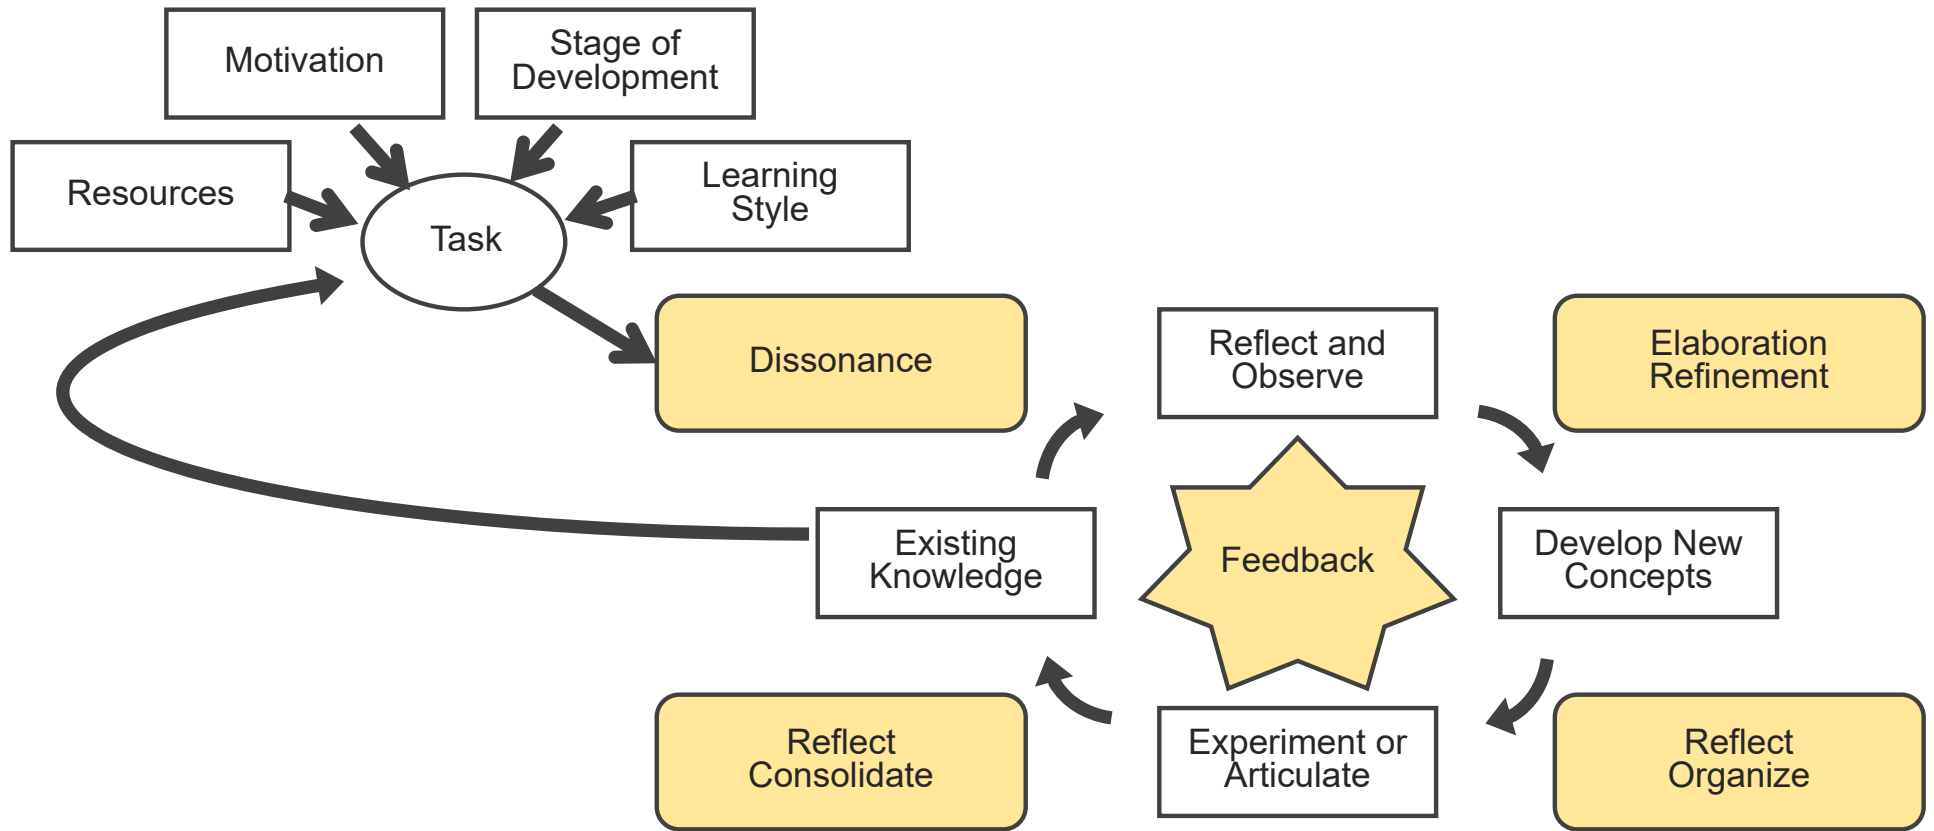 Motivation
Stage of
Development
Resources
Learning
Style
Task
Dissonance
Reflect and
Observe
Elaboration
Refinement
Existing
Knowledge
Feedback
Develop New
Concepts
Reflect
Consolidate
Experiment or
Articulate
Reflect
Organize